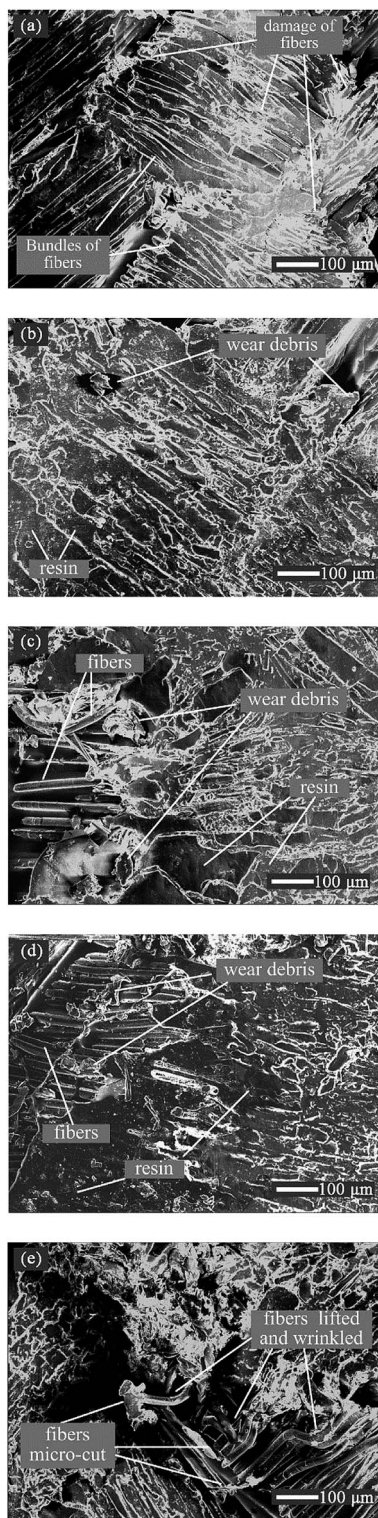 (a)
damage of
fibers
Bundles of
fibers
100 µm
(b)
wear debris
resin
100 µm
(c)
fibers
wear debris
resin
100 µm
(d)
wear debris
fibers
resin
100 µm
(e)
fibers lifted
and wrinkled
fibers
micro-cut
100 µm